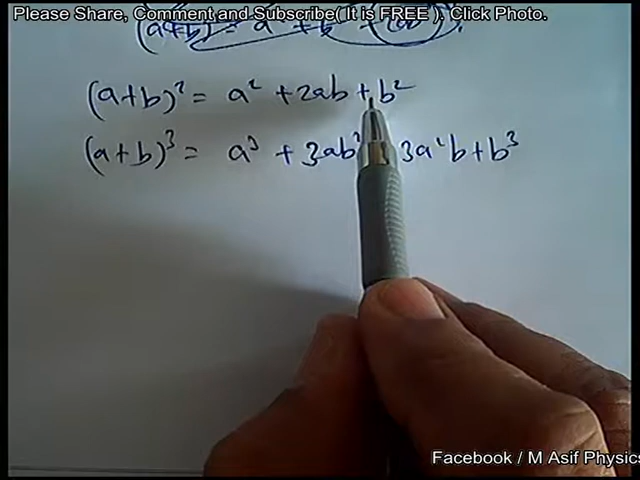 Please Share, Comment and Subscribe( It is FREE ). Click Photo.
(a+b)² = a² + 2ab + b²
(a+b)³ = a³ + 3ab² 3a²b + b³
Facebook / M Asif Physics